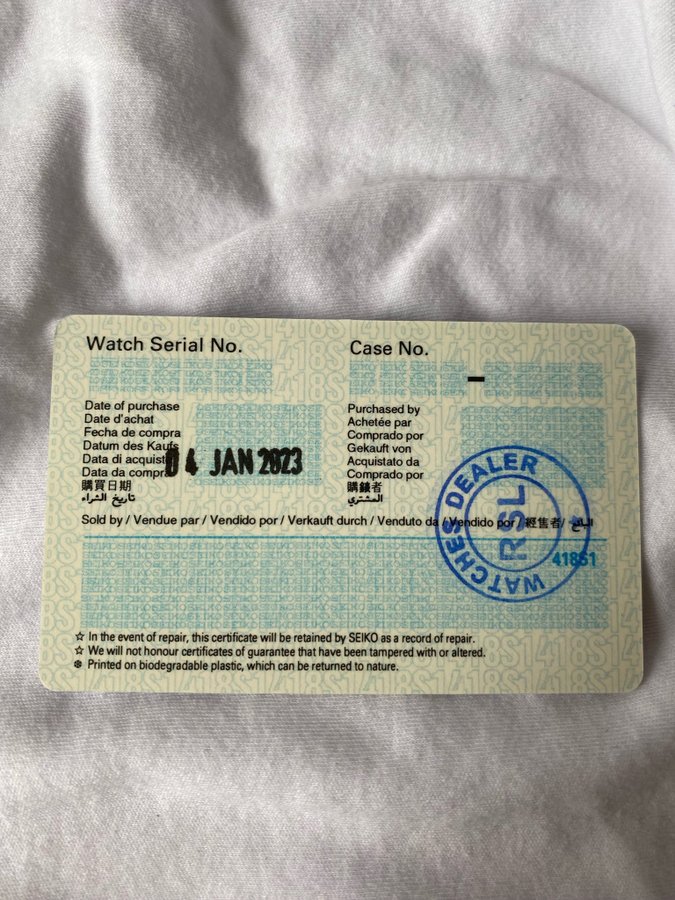 Watch Serial No.
Case No.
-
Date of purchase
Date d'achat
Fecha de compra
Datum des Kaufs
Data di acquisto
Data da compra
購買日期
تاريخ الشراء
04 JAN 2023
Purchased by
Achetée par
Comprado por
Gekauft von
Acquistato da
Comprado por
購錶者
المشتري
Sold by / Vendue par / Vendido por / Verkauft durch / Venduto da / Vendido por / 經售者/ البائع
WATCHES DEALER
RSL
41851
☆ In the event of repair, this certificate will be retained by SEIKO as a record of repair.
☆ We will not honour certificates of guarantee that have been tampered with or altered.
❅ Printed on biodegradable plastic, which can be returned to nature.